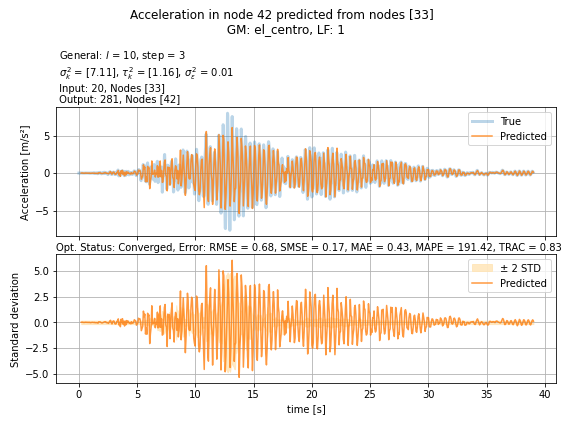 Acceleration in node 42 predicted from nodes [33]
GM: el_centro, LF: 1
General: l = 10, step = 3
σ²ₖ = [7.11], τ²ₖ = [1.16], σ²ε = 0.01
Input: 20, Nodes [33]
Output: 281, Nodes [42]
Acceleration [m/s²]
5
0
−5
True
Predicted
Opt. Status: Converged, Error: RMSE = 0.68, SMSE = 0.17, MAE = 0.43, MAPE = 191.42, TRAC = 0.83
Standard deviation
5.0
2.5
0.0
−2.5
−5.0
± 2 STD
Predicted
0 5 10 15 20 25 30 35 40
time [s]